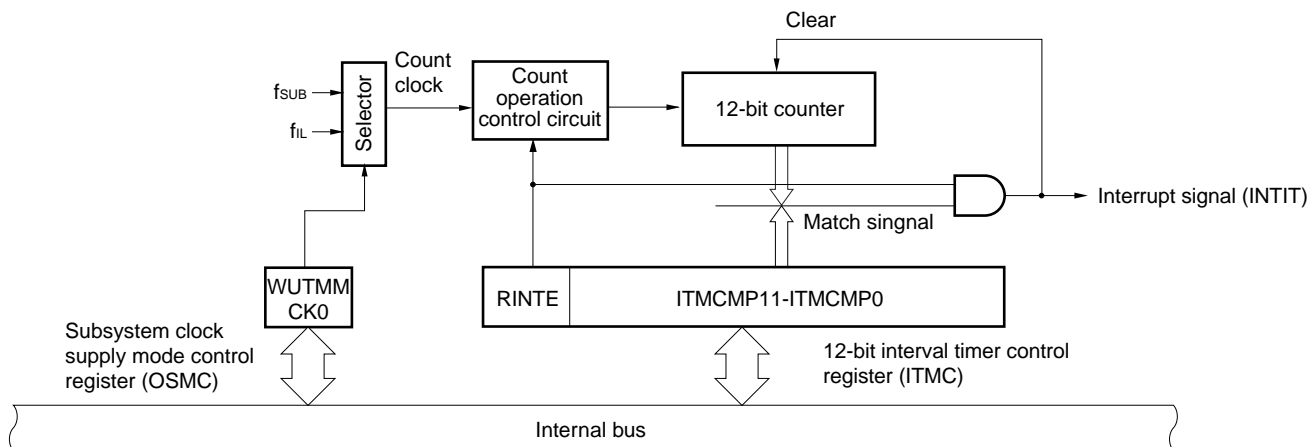 Clear
Count
clock
fSUB
fIL
Selector
Count
operation
control circuit
12-bit counter
Interrupt signal (INTIT)
Match singnal
WUTMM
CK0
RINTE
ITMCMP11-ITMCMP0
Subsystem clock
supply mode control
register (OSMC)
12-bit interval timer control
register (ITMC)
Internal bus